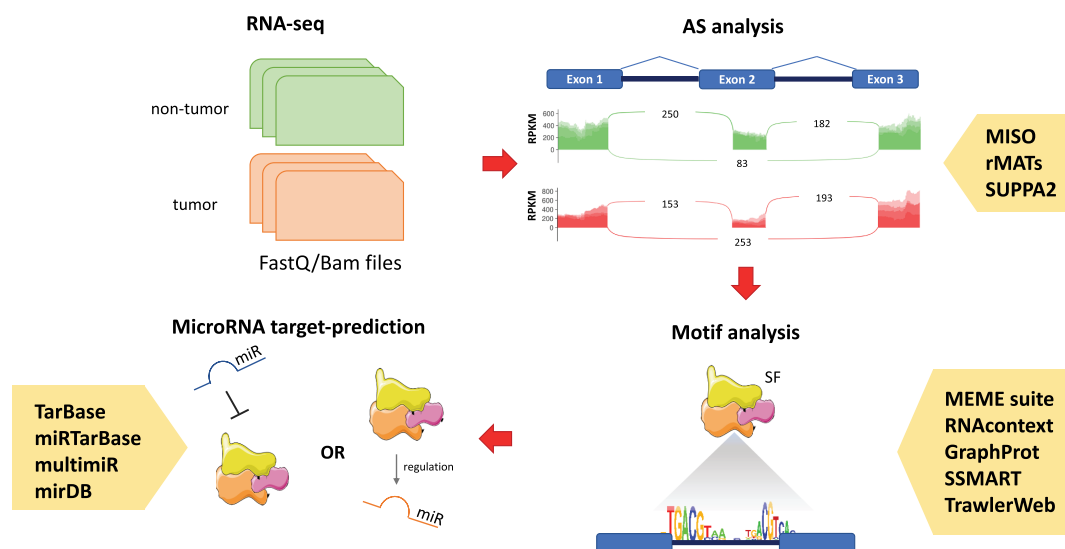 RNA-seq
non-tumor
tumor
FastQ/Bam files
AS analysis
Exon 1
Exon 2
Exon 3
RPKM
600
400
200
0
250
182
83
RPKM
800
600
400
200
0
153
193
253
MISO
rMATs
SUPPA2
Motif analysis
SF
TGACG
ACG
MEME suite
RNAcontext
GraphProt
SSMART
TrawlerWeb
MicroRNA target-prediction
miR
OR
regulation
miR
TarBase
miRTarBase
multimiR
mirDB